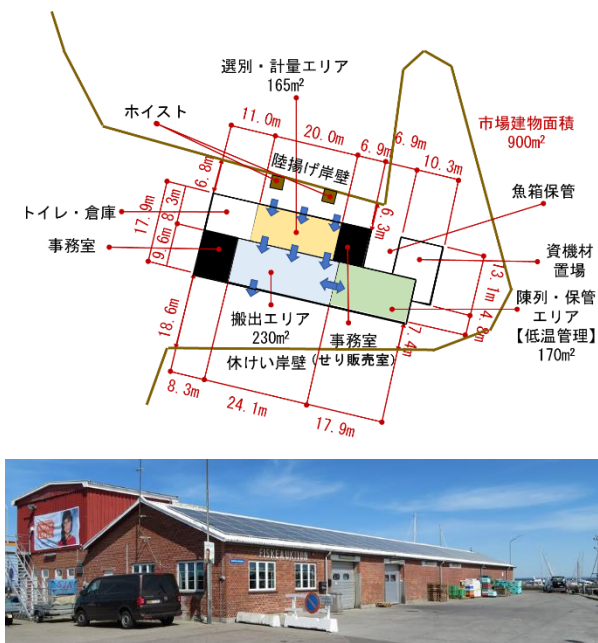 選別・計量エリア
165m²
ホイスト
11.0m
20.0m
6.9m
6.9m
10.3m
市場建物面積
900m²
陸揚げ岸壁
6.8m
17.9m
8.3m
9.6m
6.3m
魚箱保管
トイレ・倉庫
事務室
資機材
置場
13.1m
4.8m
陳列・保管
エリア
【低温管理】
170m²
搬出エリア
230m²
事務室
(せり販売室)
休けい岸壁
18.6m
17.4m
8.3m
24.1m
17.9m
FISKEAUKTION